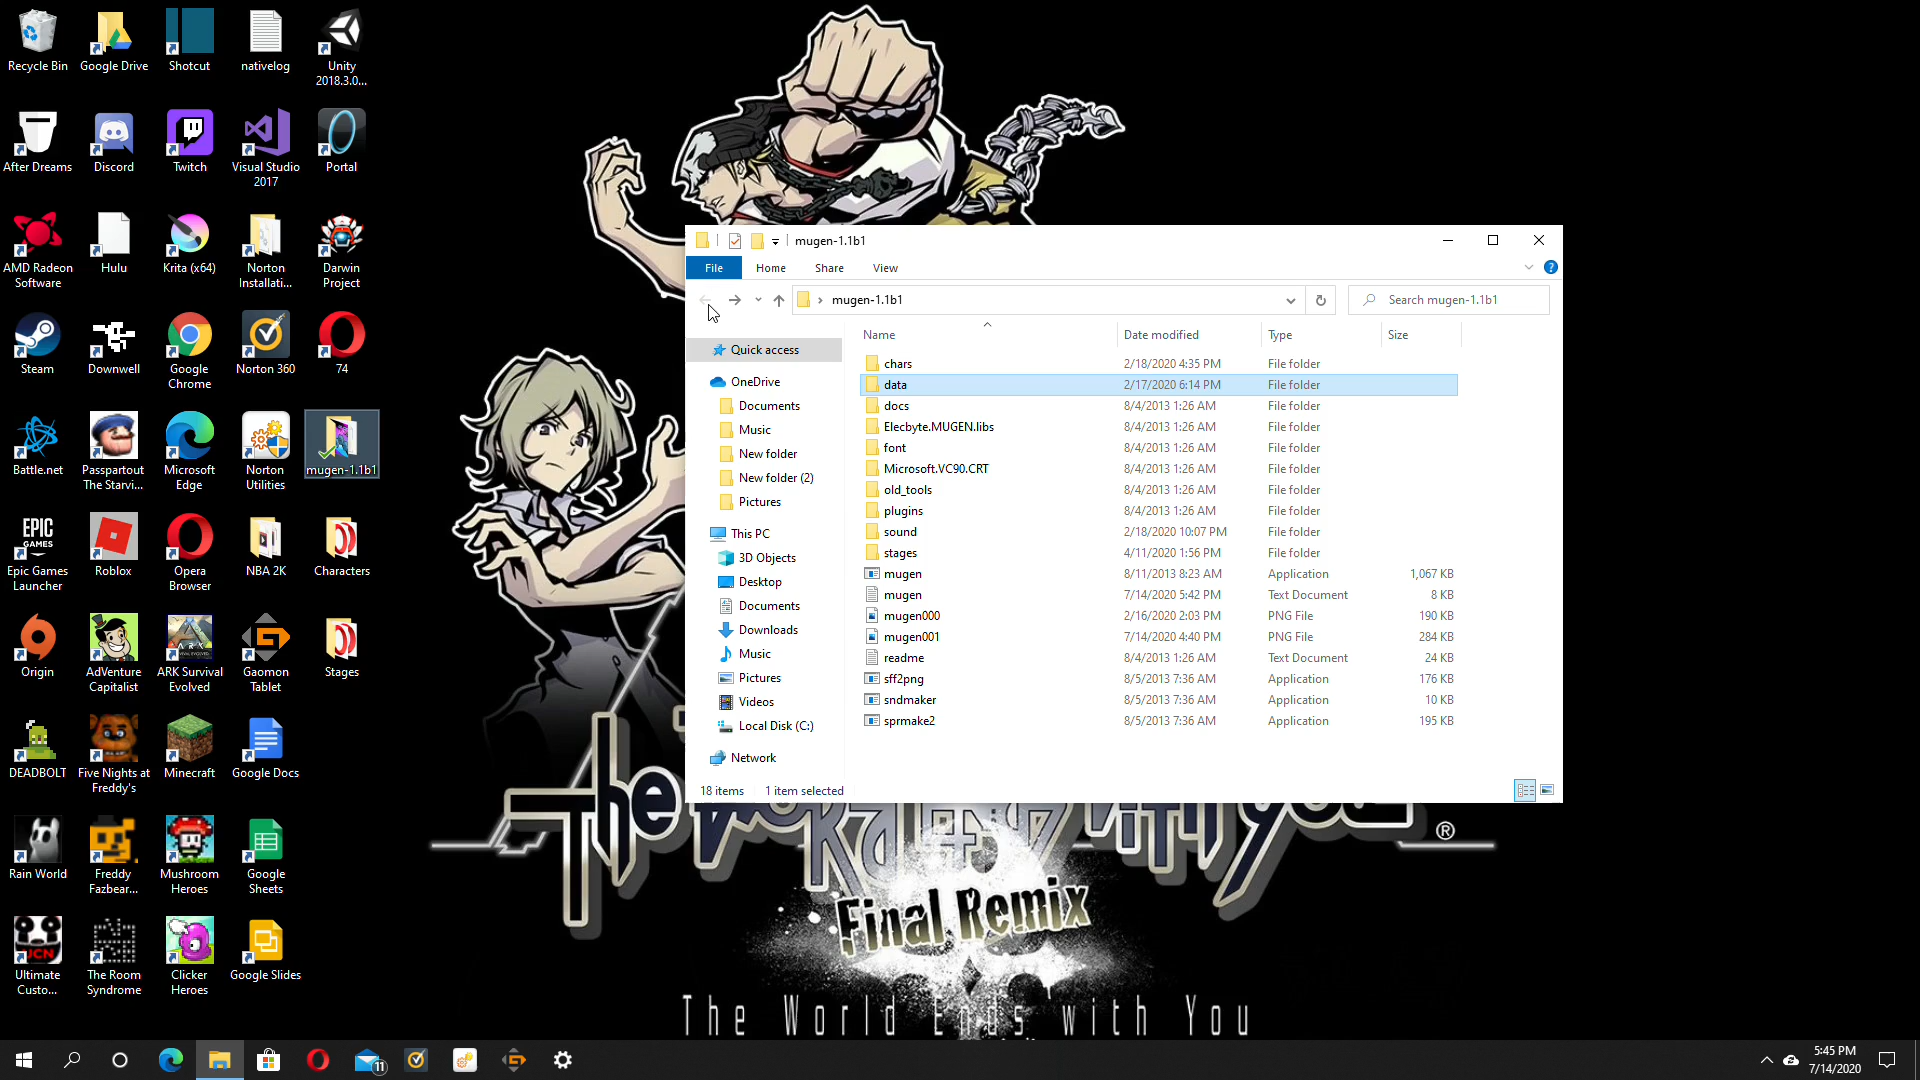 Recycle Bin
Google Drive
Shotcut
nativelog
Unity
2018.3.0...
After Dreams
Discord
Twitch
Visual Studio
2017
Portal
AMD Radeon
Software
Hulu
Krita (x64)
Norton
Installati...
Darwin
Project
Steam
Downwell
Google
Chrome
Norton 360
74
Battle.net
Passpartout
The Starvi...
Microsoft
Edge
Norton
Utilities
mugen-1.1b1
EPIC
GAMES
Epic Games
Launcher
Roblox
Opera
Browser
NBA 2K
Characters
Origin
AdVenture
Capitalist
ARK
ARK Survival
Evolved
Gaomon
Tablet
Stages
DEADBOLT
Five Nights at
Freddy's
Minecraft
Google Docs
Rain World
Freddy
Fazbear...
Mushroom
Heroes
Google
Sheets
UCN
Ultimate
Custo...
The Room
Syndrome
Clicker
Heroes
Google Slides
mugen-1.1b1
File Home Share View
mugen-1.1b1
Search mugen-1.1b1
Quick access
OneDrive
Documents
Music
New folder
New folder (2)
Pictures
This PC
3D Objects
Desktop
Documents
Downloads
Music
Pictures
Videos
Local Disk (C:)
Network
Name Date modified Type Size
chars 2/18/2020 4:35 PM File folder
data 2/17/2020 6:14 PM File folder
docs 8/4/2013 1:26 AM File folder
Elecbyte.MUGEN.libs 8/4/2013 1:26 AM File folder
font 8/4/2013 1:26 AM File folder
Microsoft.VC90.CRT 8/4/2013 1:26 AM File folder
old_tools 8/4/2013 1:26 AM File folder
plugins 8/4/2013 1:26 AM File folder
sound 2/18/2020 10:07 PM File folder
stages 4/11/2020 1:56 PM File folder
mugen 8/11/2013 8:23 AM Application 1,067 KB
mugen 7/14/2020 5:42 PM Text Document 8 KB
mugen000 2/16/2020 2:03 PM PNG File 190 KB
mugen001 7/14/2020 4:40 PM PNG File 284 KB
readme 8/4/2013 1:26 AM Text Document 24 KB
sff2png 8/5/2013 7:36 AM Application 176 KB
sndmaker 8/5/2013 7:36 AM Application 10 KB
sprmake2 8/5/2013 7:36 AM Application 195 KB
18 items 1 item selected
The World Ends with you ®
Final Remix
The World Ends with You
11
5:45 PM
7/14/2020